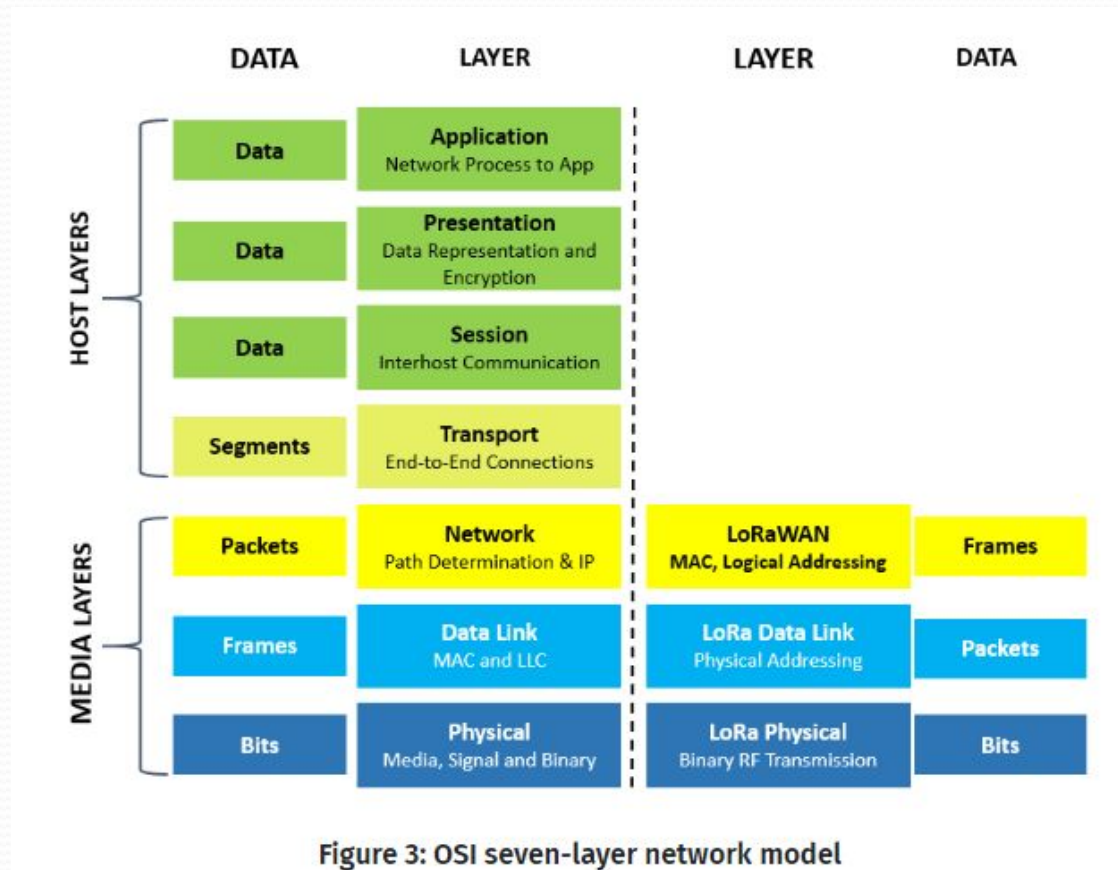 DATA LAYER LAYER DATA
HOST LAYERS
Data
Application
Network Process to App
Data
Presentation
Data Representation and
Encryption
Data
Session
Interhost Communication
Segments
Transport
End-to-End Connections
MEDIA LAYERS
Packets
Network
Path Determination & IP
LoRaWAN
MAC, Logical Addressing
Frames
Frames
Data Link
MAC and LLC
LoRa Data Link
Physical Addressing
Packets
Bits
Physical
Media, Signal and Binary
LoRa Physical
Binary RF Transmission
Bits
Figure 3: OSI seven-layer network model